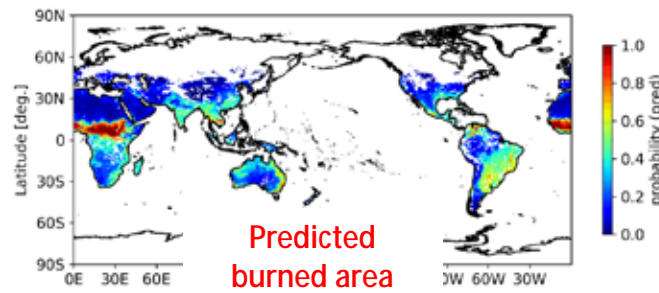 90N
60N
30N
0
30S
60S
90S
Latitude [deg.]
0E 30E 60E 0W 60W 30W
Predicted
burned area
1.0
0.8
0.6
0.4
0.2
0.0
probability (pred)